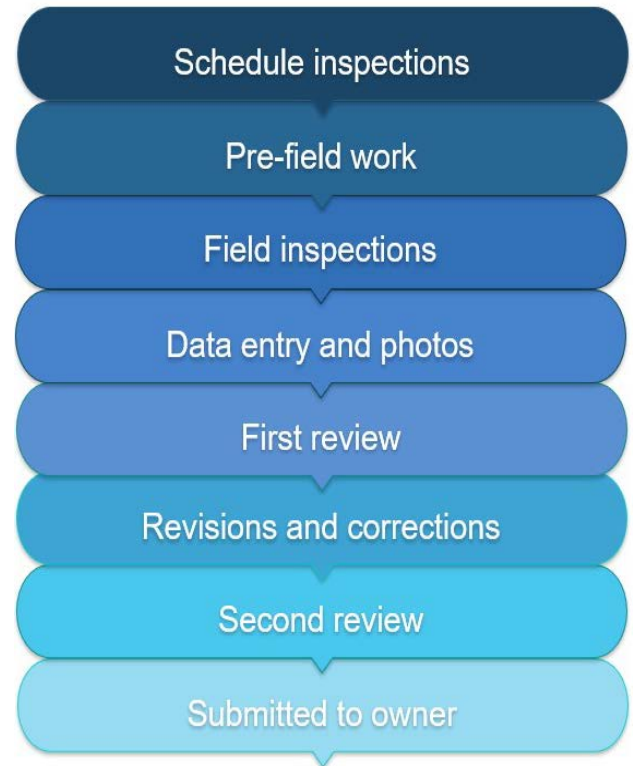 Schedule inspections
Pre-field work
Field inspections
Data entry and photos
First review
Revisions and corrections
Second review
Submitted to owner